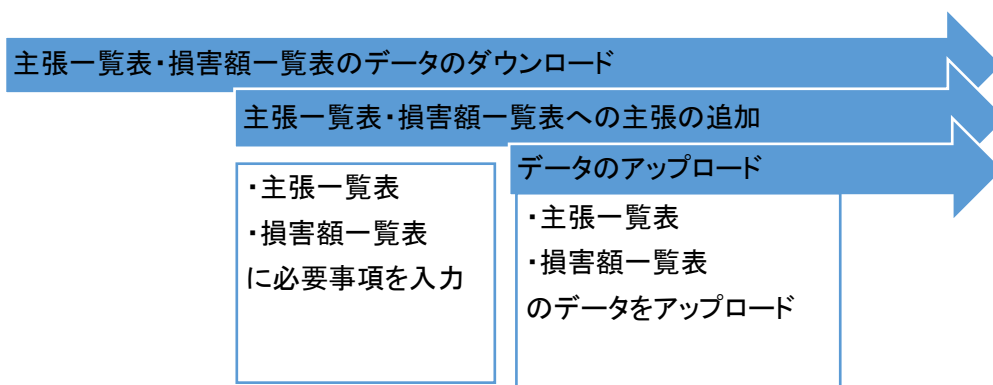 主張一覧表・損害額一覧表のデータのダウンロード
主張一覧表・損害額一覧表への主張の追加
データのアップロード
・主張一覧表
・損害額一覧表
に必要事項を入力
・主張一覧表
・損害額一覧表
のデータをアップロード